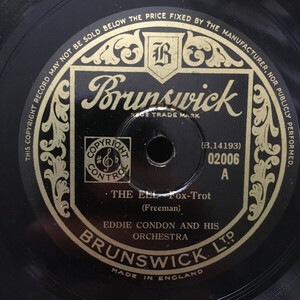 THIS COPYRIGHT RECORD MAY NOT BE SOLD BELOW THE PRICE FIXED BY THE MANUFACTURER, NOR PUBLICLY PERFORMED.
B
Brunswick
REGD TRADE MARK
(B.14193)
02006
A
COPYRIGHT
CONTROL
THE EEL - Fox-Trot
(Freeman)
EDDIE CONDON AND HIS
ORCHESTRA
BRUNSWICK LTD
MADE IN ENGLAND